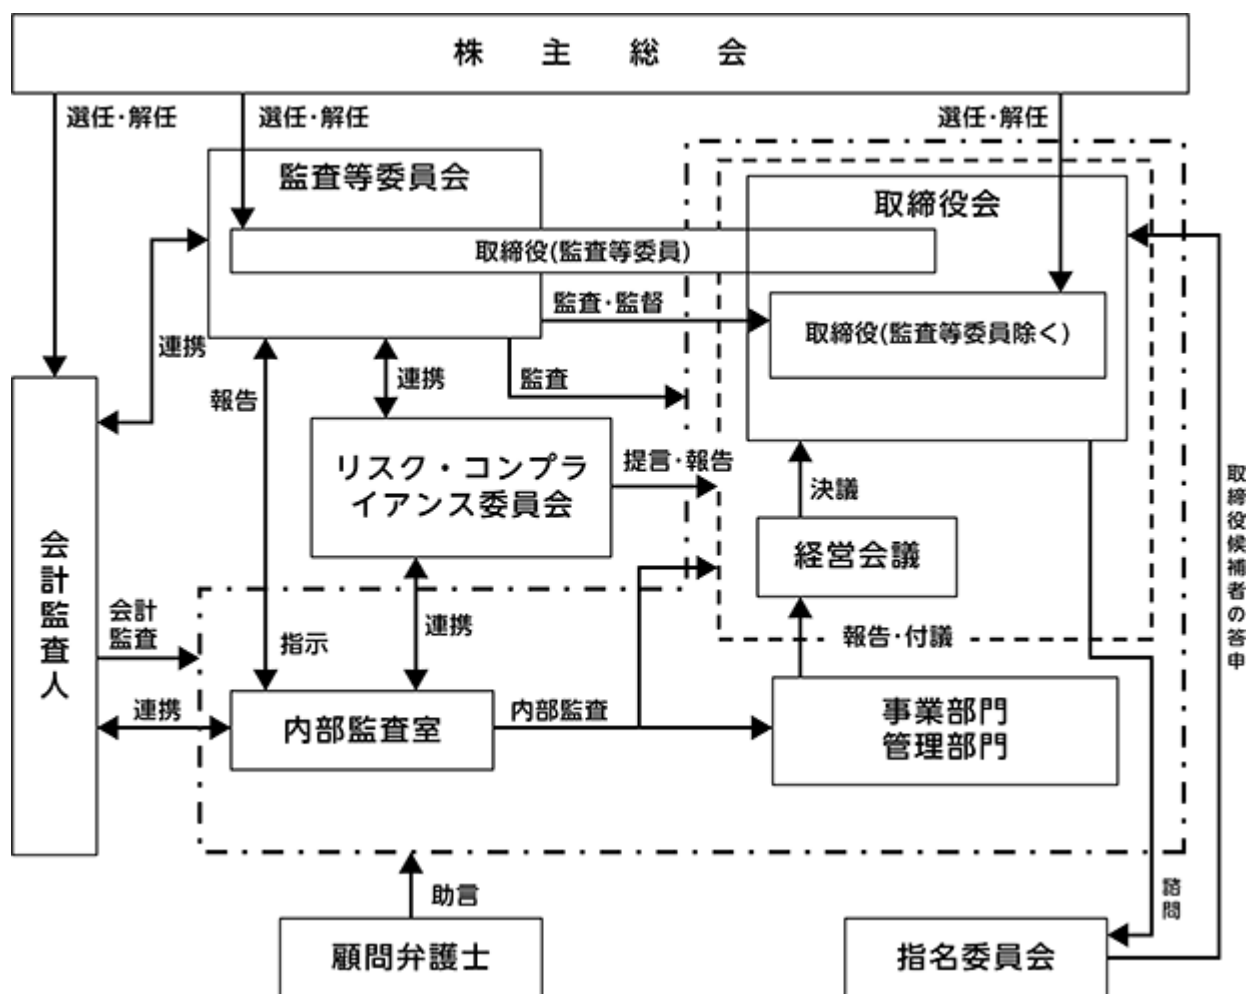 株主総会
選任・解任
選任・解任
選任・解任
監査等委員会
取締役会
取締役(監査等委員)
監査・監督
取締役(監査等委員除く)
連携
報告
連携
監査
リスク・コンプラ
イアンス委員会
提言・報告
決議
経営会議
取締役候補者の答申
会計監査人
会計
監査
指示
連携
報告・付議
連携
内部監査室
内部監査
事業部門
管理部門
助言
諮問
顧問弁護士
指名委員会